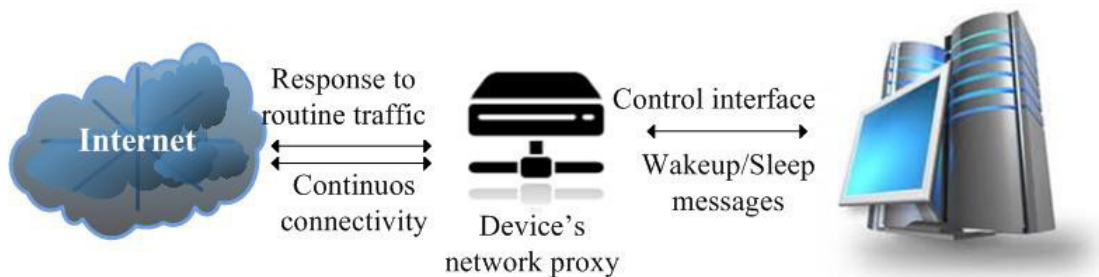 Internet
Response to
routine traffic
Continuos
connectivity
Device's
network proxy
Control interface
Wakeup/Sleep
messages